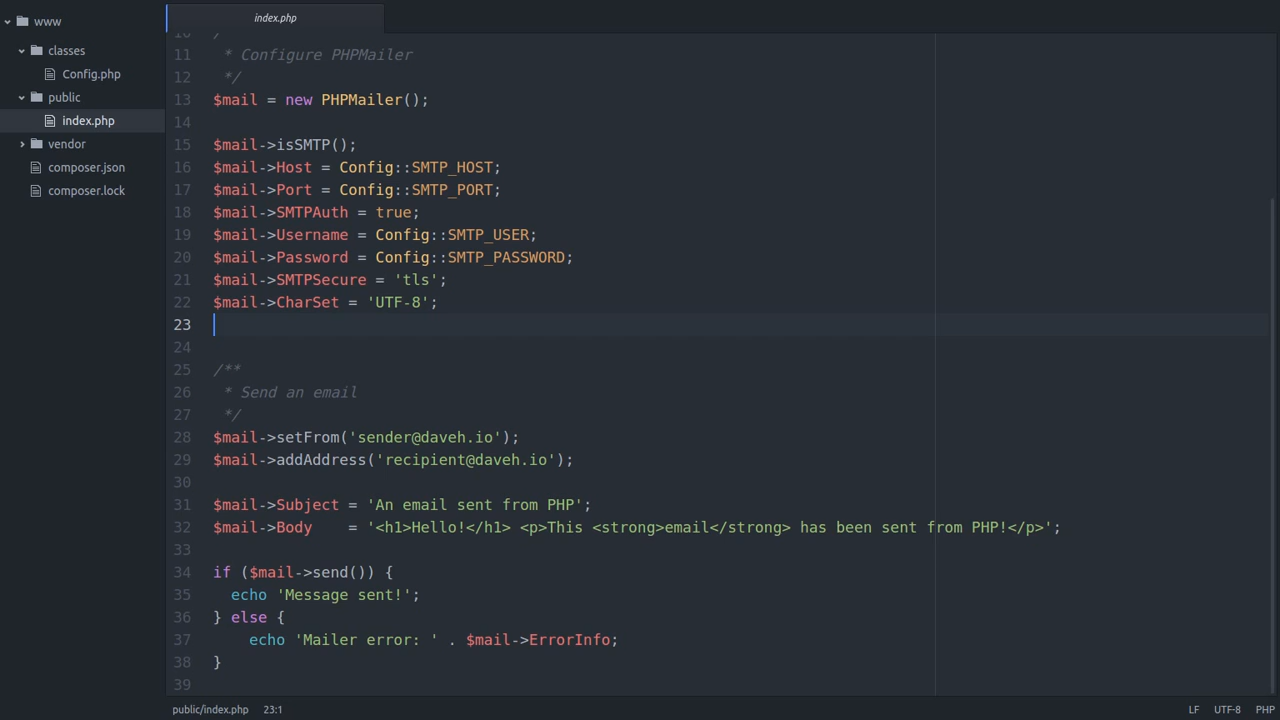 www
classes
Config.php
public
index.php
vendor
composer.json
composer.lock
index.php
10 /
11  * Configure PHPMailer
12  */
13 $mail = new PHPMailer();
14
15 $mail->isSMTP();
16 $mail->Host = Config::SMTP_HOST;
17 $mail->Port = Config::SMTP_PORT;
18 $mail->SMTPAuth = true;
19 $mail->Username = Config::SMTP_USER;
20 $mail->Password = Config::SMTP_PASSWORD;
21 $mail->SMTPSecure = 'tls';
22 $mail->CharSet = 'UTF-8';
23
24
25 /**
26  * Send an email
27  */
28 $mail->setFrom('sender@daveh.io');
29 $mail->addAddress('recipient@daveh.io');
30
31 $mail->Subject = 'An email sent from PHP';
32 $mail->Body    = '<h1>Hello!</h1> <p>This <strong>email</strong> has been sent from PHP!</p>';
33
34 if ($mail->send()) {
35   echo 'Message sent!';
36 } else {
37     echo 'Mailer error: ' . $mail->ErrorInfo;
38 }
39
public/index.php 23:1 LF UTF-8 PHP